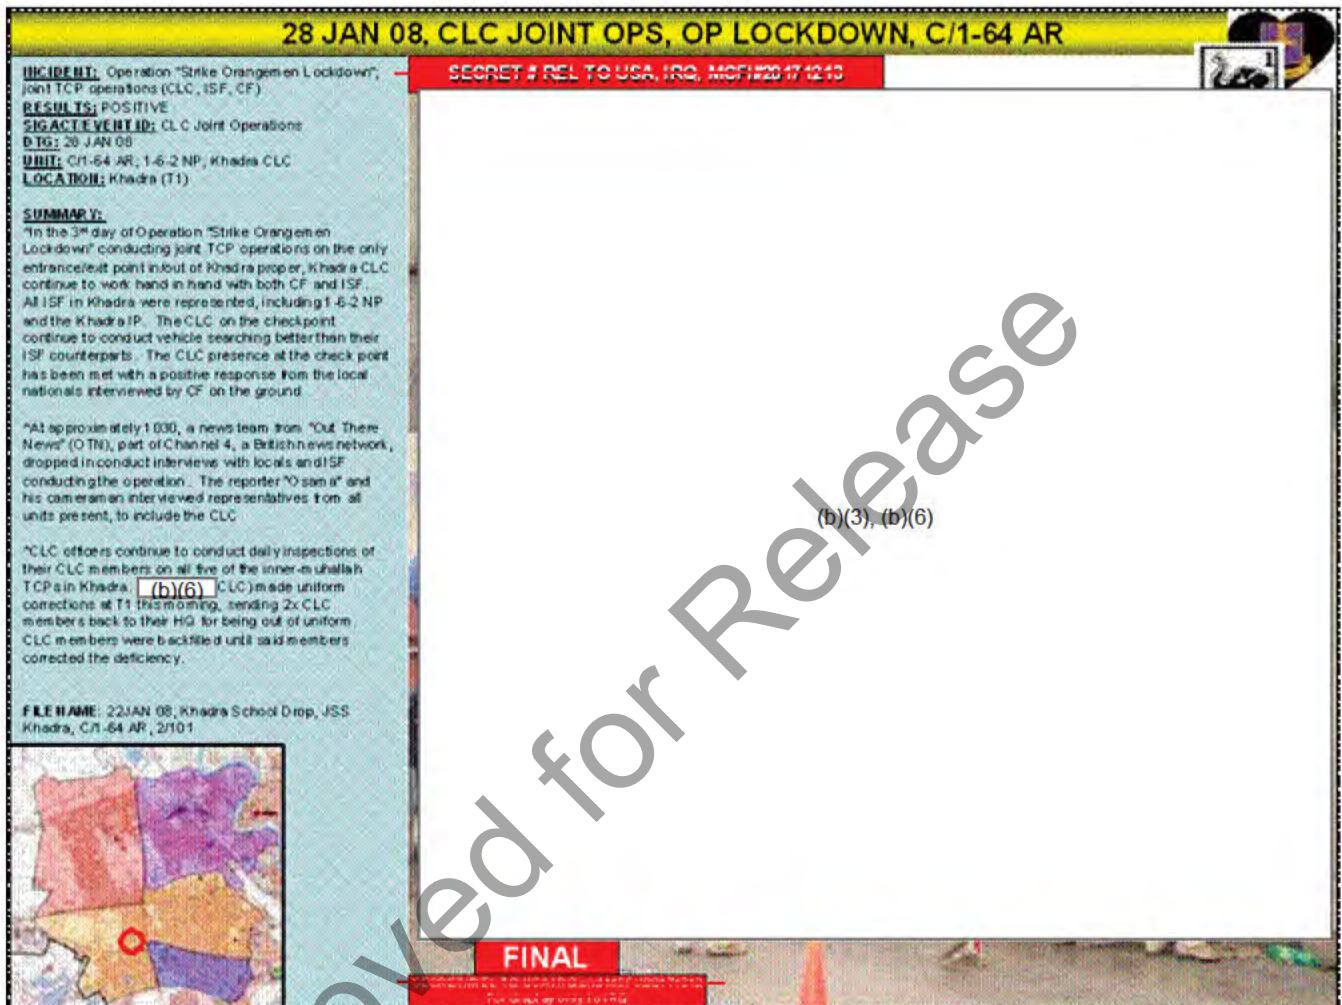 28 JAN 08, CLC JOINT OPS, OP LOCKDOWN, C/1-64 AR
SECRET // REL TO USA, IRQ, MCFI//20171213
INCIDENT: Operation "Strike Orangemen Lockdown",
joint TCP operations (CLC, ISF, CF)
RESULTS: POSITIVE
SIGACT/EVENT ID: CLC Joint Operations
DTG: 28 JAN 08
UNIT: C/1-64 AR; 1-6-2 NP; Khadra CLC
LOCATION: Khadra (T1)
SUMMARY:
"In the 3rd day of Operation "Strike Orangemen
Lockdown" conducting joint TCP operations on the only
entrance/exit point in/out of Khadra proper, Khadra CLC
continue to work hand in hand with both CF and ISF.
All ISF in Khadra were represented, including 1-6-2 NP
and the Khadra IP. The CLC on the checkpoint
continue to conduct vehicle searching better than their
ISF counterparts. The CLC presence at the check point
has been met with a positive response from the local
nationals interviewed by CF on the ground
"At approximately 1030, a news team from "Out There
News" (OTN), part of Channel 4, a British news network,
dropped in conduct interviews with locals and ISF
conducting the operation. The reporter "Osama" and
his cameraman interviewed representatives from all
units present, to include the CLC
"CLC officers continue to conduct daily inspections of
their CLC members on all five of the inner-muhallah
TCPs in Khadra. (b)(6) CLC) made uniform
corrections at T1 this morning, sending 2x CLC
members back to their HQ for being out of uniform
CLC members were backfilled until said members
corrected the deficiency.
FILE NAME: 22JAN 08, Khadra School Drop, JSS
Khadra, C/1-64 AR, 2/101
(b)(3), (b)(6)
oved for Release
FINAL